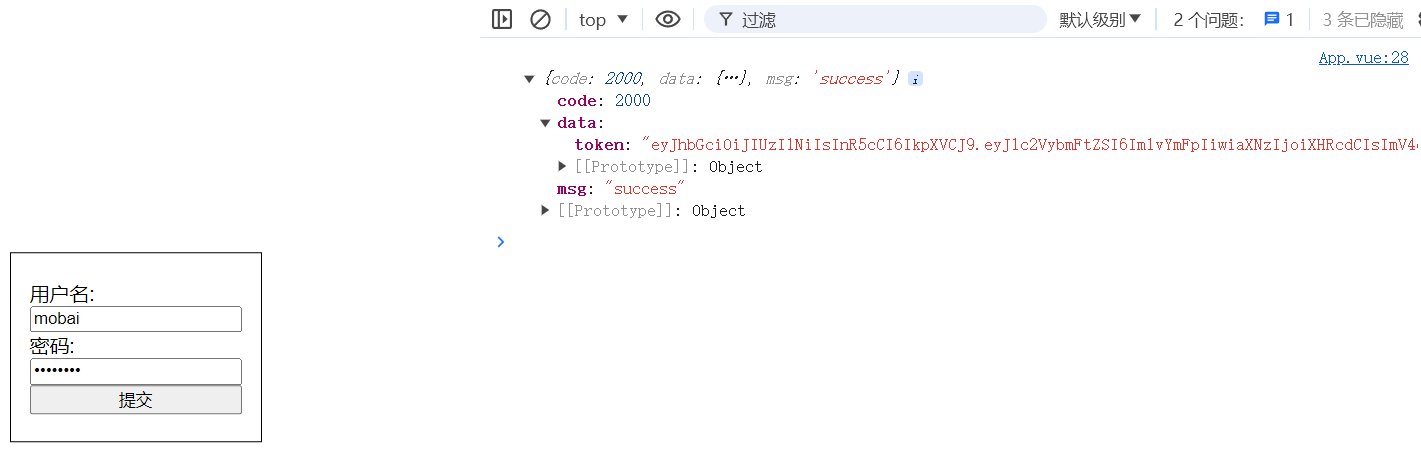 top 过滤 默认级别 2 个问题： 1 3 条已隐藏
App.vue:28
{code: 2000, data: {…}, msg: 'success'} i
code: 2000
data:
token: "eyJhbGciOiJIUzI1NiIsInR5cCI6IkpXVCJ9.eyJ1c2VybmFtZSI6Im1vYmFpIiwiaXNzIjoiXHRcdCIsImV4c
[[Prototype]]: Object
msg: "success"
[[Prototype]]: Object
用户名:
mobai
密码:
••••••••
提交